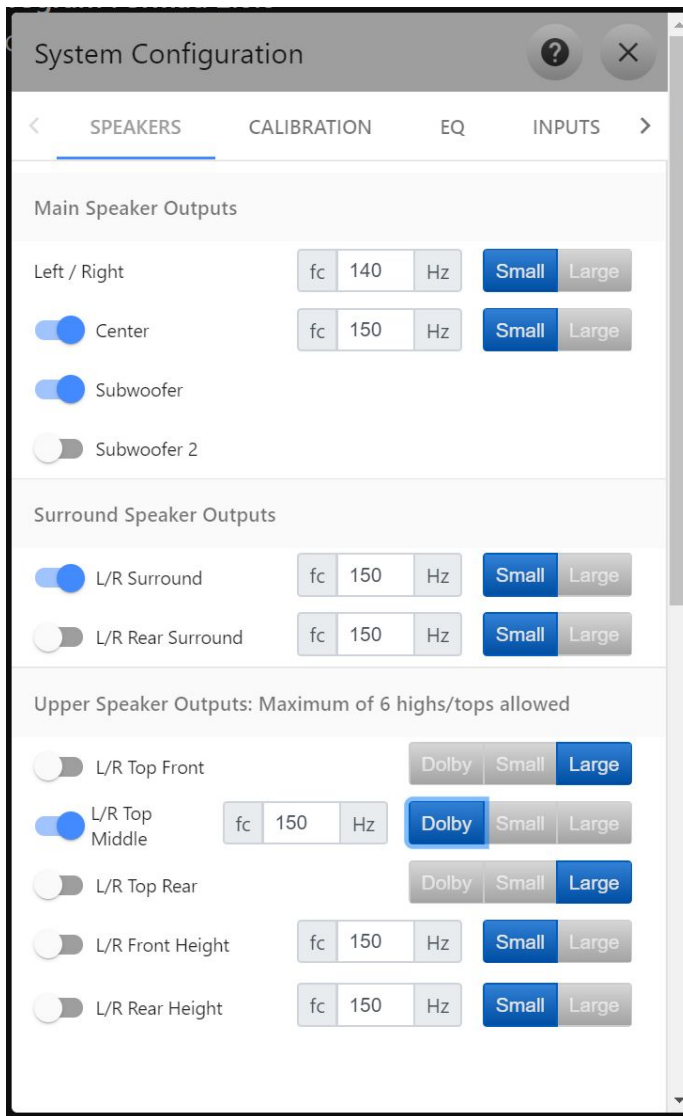 System Configuration
?
SPEAKERS CALIBRATION EQ INPUTS
Main Speaker Outputs
Left / Right fc 140 Hz Small Large
Center fc 150 Hz Small Large
Subwoofer
Subwoofer 2
Surround Speaker Outputs
L/R Surround fc 150 Hz Small Large
L/R Rear Surround fc 150 Hz Small Large
Upper Speaker Outputs: Maximum of 6 highs/tops allowed
L/R Top Front Dolby Small Large
L/R Top
Middle fc 150 Hz Dolby Small Large
L/R Top Rear Dolby Small Large
L/R Front Height fc 150 Hz Small Large
L/R Rear Height fc 150 Hz Small Large